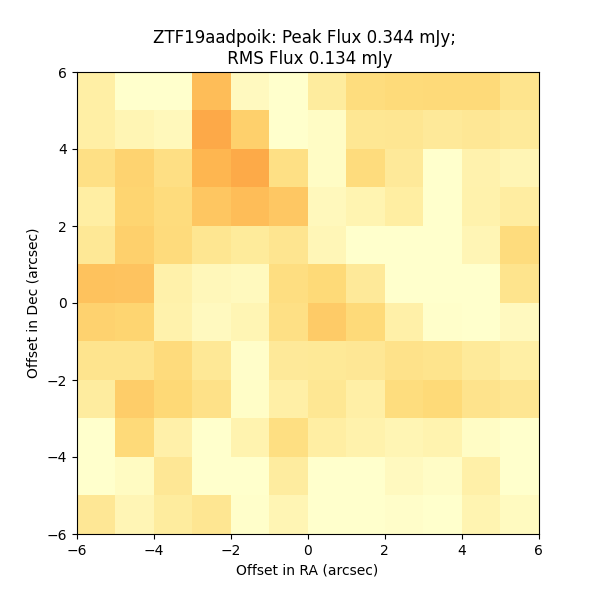 ZTF19aadpoik: Peak Flux 0.344 mJy;
RMS Flux 0.134 mJy
6
4
2
0
−2
−4
−6
Offset in Dec (arcsec)
−6 −4 −2 0 2 4 6
Offset in RA (arcsec)